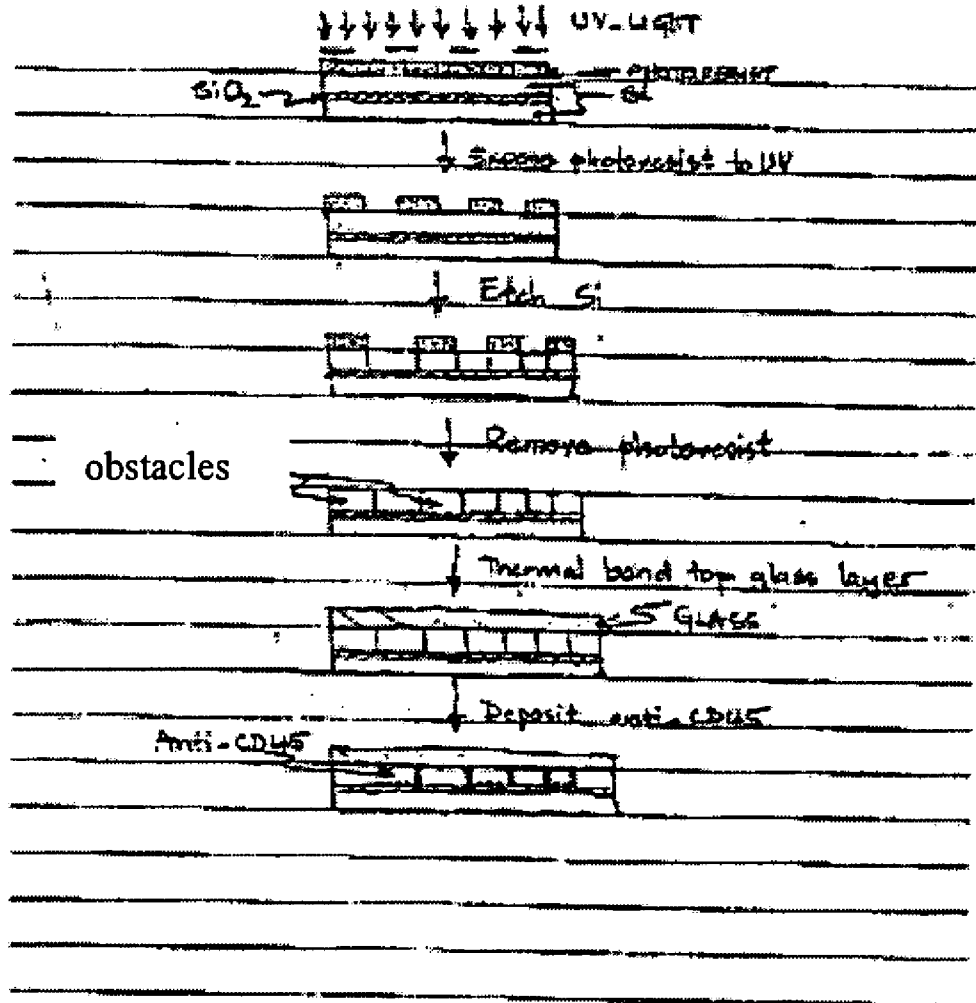 UV-LIGHT
PHOTORESIST
SiO2
Si
Expose photoresist to UV
Etch Si
Remove photoresist
obstacles
Thermal bond top glass layer
GLASS
Deposit anti-CD45
Anti-CD45